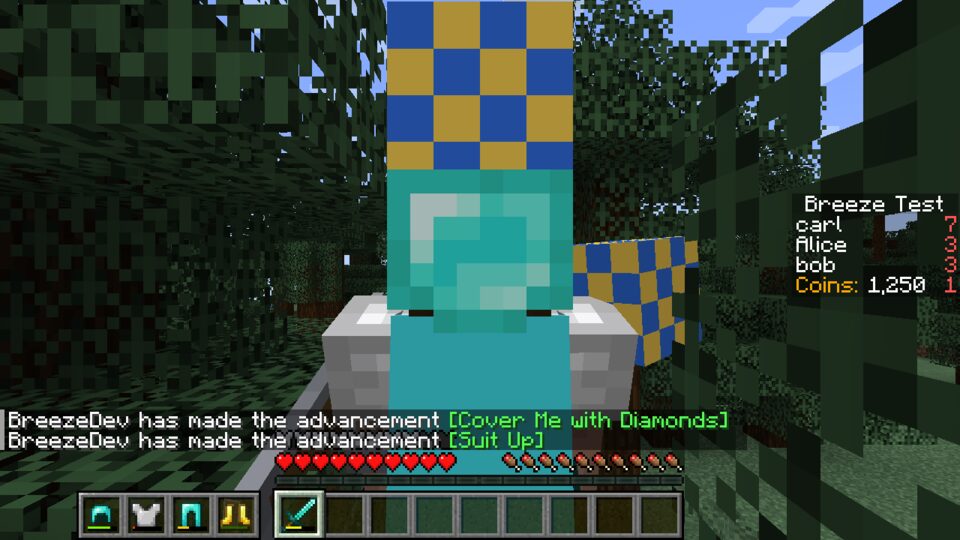 Breeze Test
carl 7
Alice 3
bob 3
Coins: 1,250 1
BreezeDev has made the advancement [Cover Me with Diamonds]
BreezeDev has made the advancement [Suit Up]